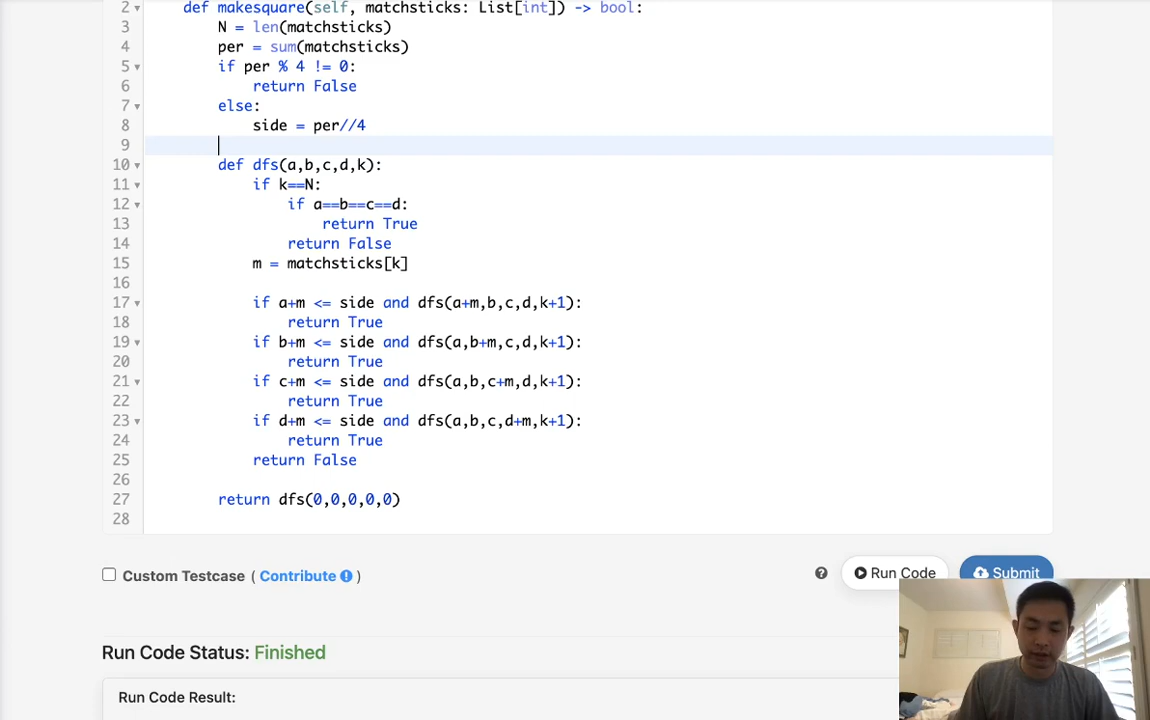 2 def makesquare(self, matchsticks: List[int]) -> bool:
3 N = len(matchsticks)
4 per = sum(matchsticks)
5 if per % 4 != 0:
6 return False
7 else:
8 side = per//4
9
10 def dfs(a,b,c,d,k):
11 if k==N:
12 if a==b==c==d:
13 return True
14 return False
15 m = matchsticks[k]
16
17 if a+m <= side and dfs(a+m,b,c,d,k+1):
18 return True
19 if b+m <= side and dfs(a,b+m,c,d,k+1):
20 return True
21 if c+m <= side and dfs(a,b,c+m,d,k+1):
22 return True
23 if d+m <= side and dfs(a,b,c,d+m,k+1):
24 return True
25 return False
26
27 return dfs(0,0,0,0,0)
28
Custom Testcase ( Contribute )
Run Code
Submit
Run Code Status: Finished
Run Code Result: